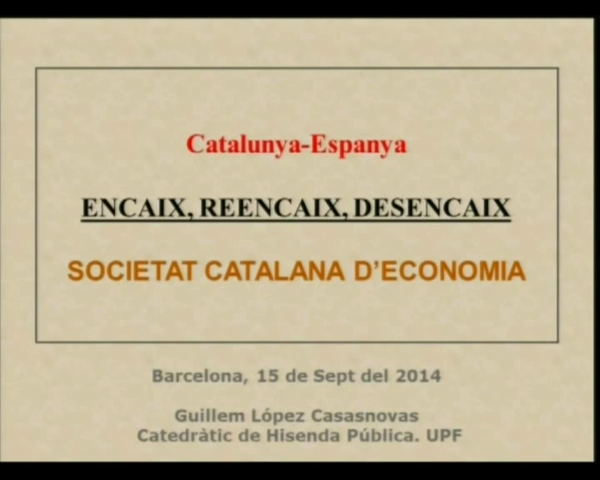 Catalunya-Espanya
ENCAIX, REENCAIX, DESENCAIX
SOCIETAT CATALANA D'ECONOMIA
Barcelona, 15 de Sept del 2014
Guillem López Casasnovas
Catedràtic de Hisenda Pública. UPF